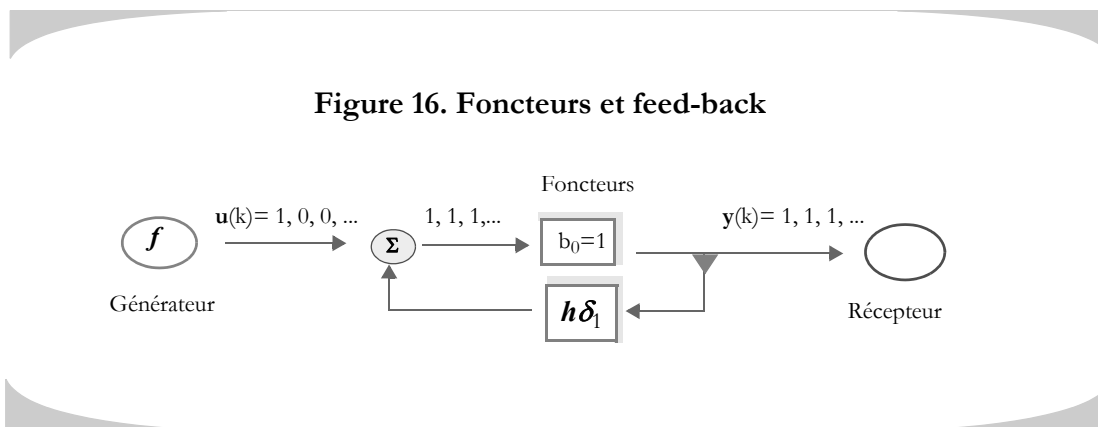 Figure 16. Foncteurs et feed-back
Foncteurs
u(k)= 1, 0, 0, ...
1, 1, 1,...
y(k)= 1, 1, 1, ...
f
Σ
b₀=1
Générateur
hδ₁
Récepteur